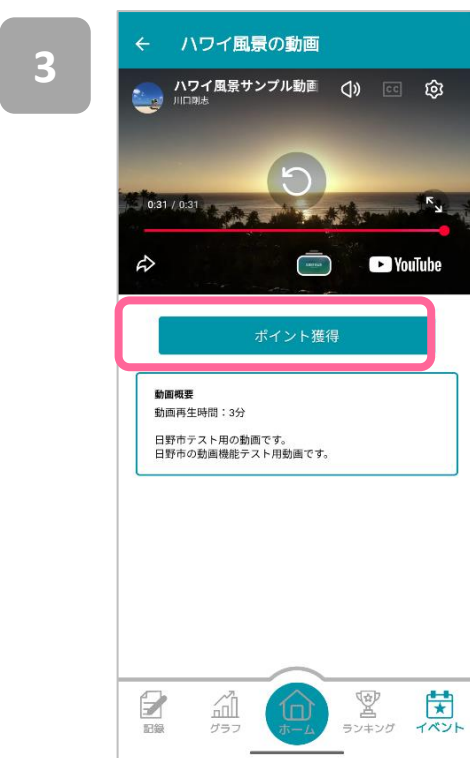 3
ハワイ風景の動画
ハワイ風景サンプル動画
川口剛志
CC
0:31 / 0:31
YouTube
ポイント獲得
動画概要
動画再生時間：3分
日野市テスト用の動画です。
日野市の動画機能テスト用動画です。
記録
グラフ
ホーム
ランキング
イベント